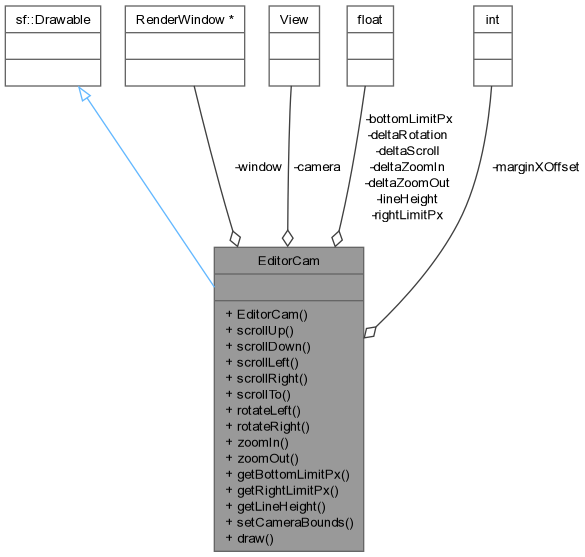 sf::Drawable
RenderWindow *
View
float
int
-window
-camera
-bottomLimitPx
-deltaRotation
-deltaScroll
-deltaZoomIn
-deltaZoomOut
-lineHeight
-rightLimitPx
-marginXOffset
EditorCam
+ EditorCam()
+ scrollUp()
+ scrollDown()
+ scrollLeft()
+ scrollRight()
+ scrollTo()
+ rotateLeft()
+ rotateRight()
+ zoomIn()
+ zoomOut()
+ getBottomLimitPx()
+ getRightLimitPx()
+ getLineHeight()
+ setCameraBounds()
+ draw()